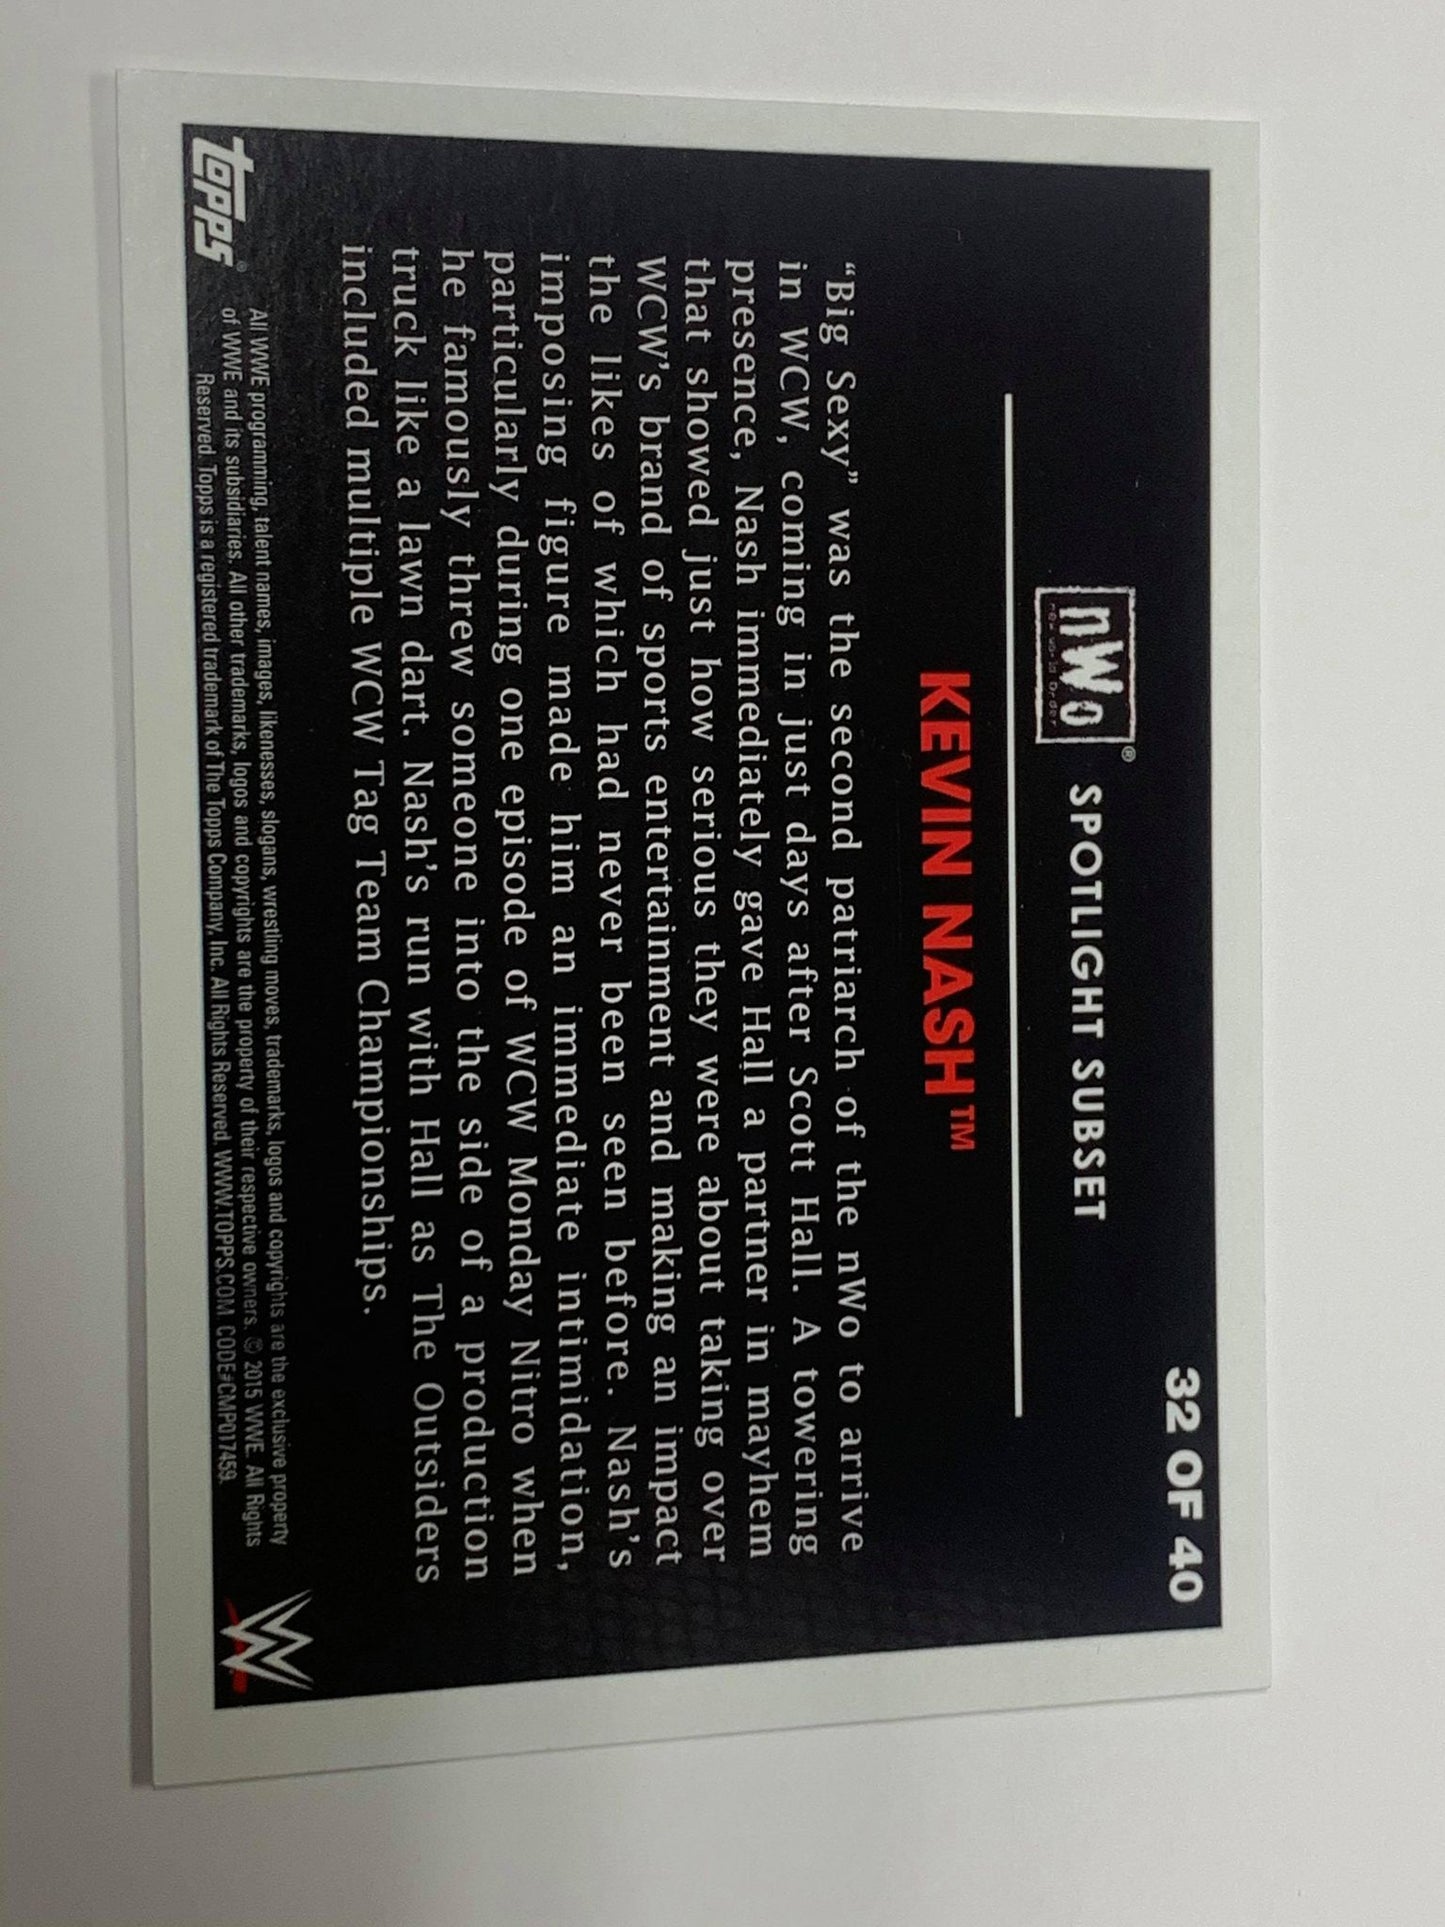 32 OF 40
nWo® SPOTLIGHT SUBSET
new world order
KEVIN NASH™
“Big Sexy” was the second patriarch of the nWo to arrive
in WCW, coming in just days after Scott Hall. A towering
presence, Nash immediately gave Hall a partner in mayhem
that showed just how serious they were about taking over
WCW’s brand of sports entertainment and making an impact
the likes of which had never been seen before. Nash’s
imposing figure made him an immediate intimidation,
particularly during one episode of WCW Monday Nitro when
he famously threw someone into the side of a production
truck like a lawn dart. Nash’s run with Hall as The Outsiders
included multiple WCW Tag Team Championships.
topps®
All WWE programming, talent names, images, likenesses, slogans, wrestling moves, trademarks, logos and copyrights are the exclusive property
of WWE and its subsidiaries. All other trademarks, logos and copyrights are the property of their respective owners. © 2015 WWE. All Rights
Reserved. Topps is a registered trademark of The Topps Company, Inc. All Rights Reserved. WWW.TOPPS.COM CODE#CMP017459
W